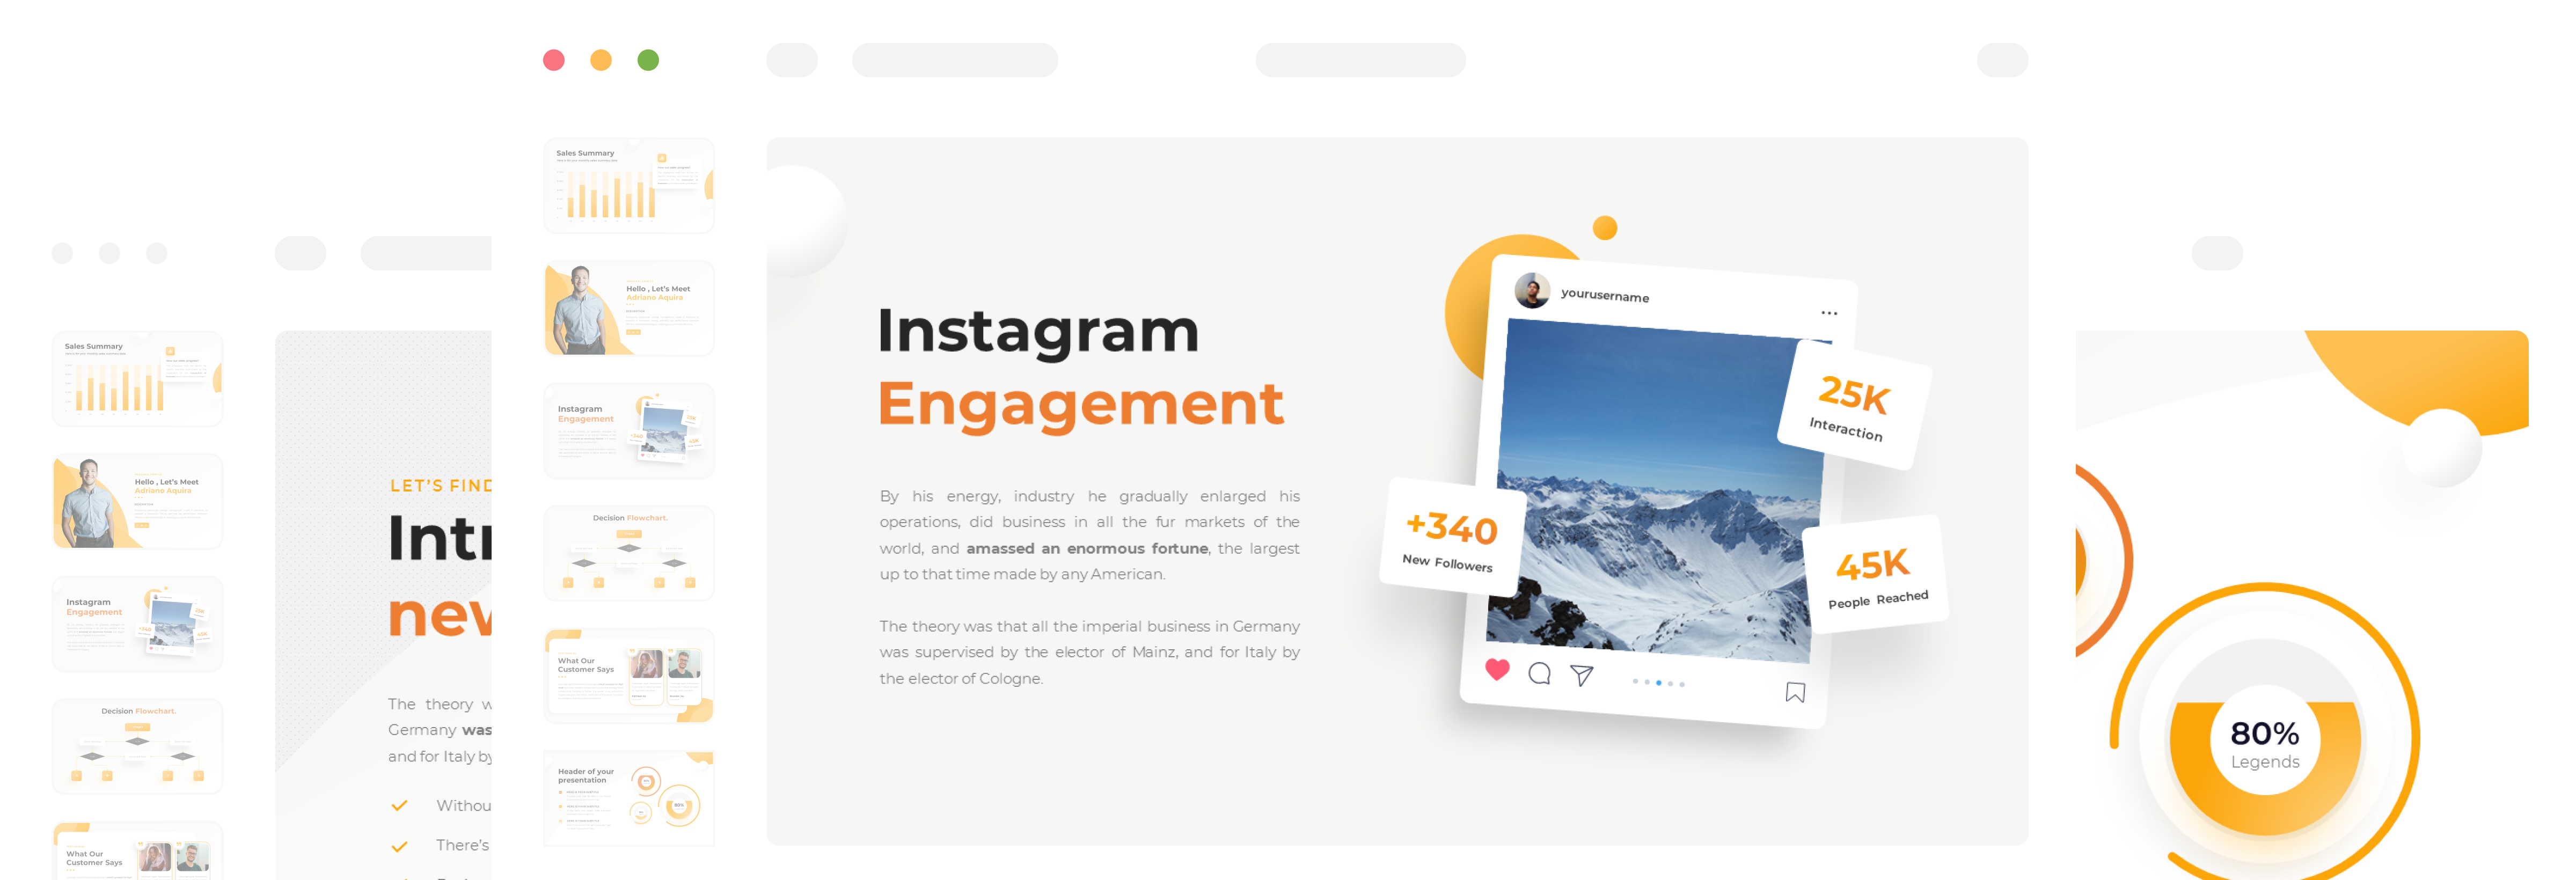 Sales Summary
Hello , Let's Meet
Adriano Aquira
Instagram
Engagement
Decision Flowchart.
What Our
Customer Says
LET'S FIND
Intr
new
The theory w
Germany was
and for Italy by
Withou
There's
Sales Summary
Hello , Let's Meet
Adriano Aquira
DESCRIPTION
Instagram
Engagement
Decision Flowchart.
What Our
Customer Says
Header of your
presentation
80%
Instagram
Engagement
By his energy, industry he gradually enlarged his
operations, did business in all the fur markets of the
world, and amassed an enormous fortune, the largest
up to that time made by any American.
The theory was that all the imperial business in Germany
was supervised by the elector of Mainz, and for Italy by
the elector of Cologne.
yourusername
25K
Interaction
+340
New Followers
45K
People Reached
80%
Legends